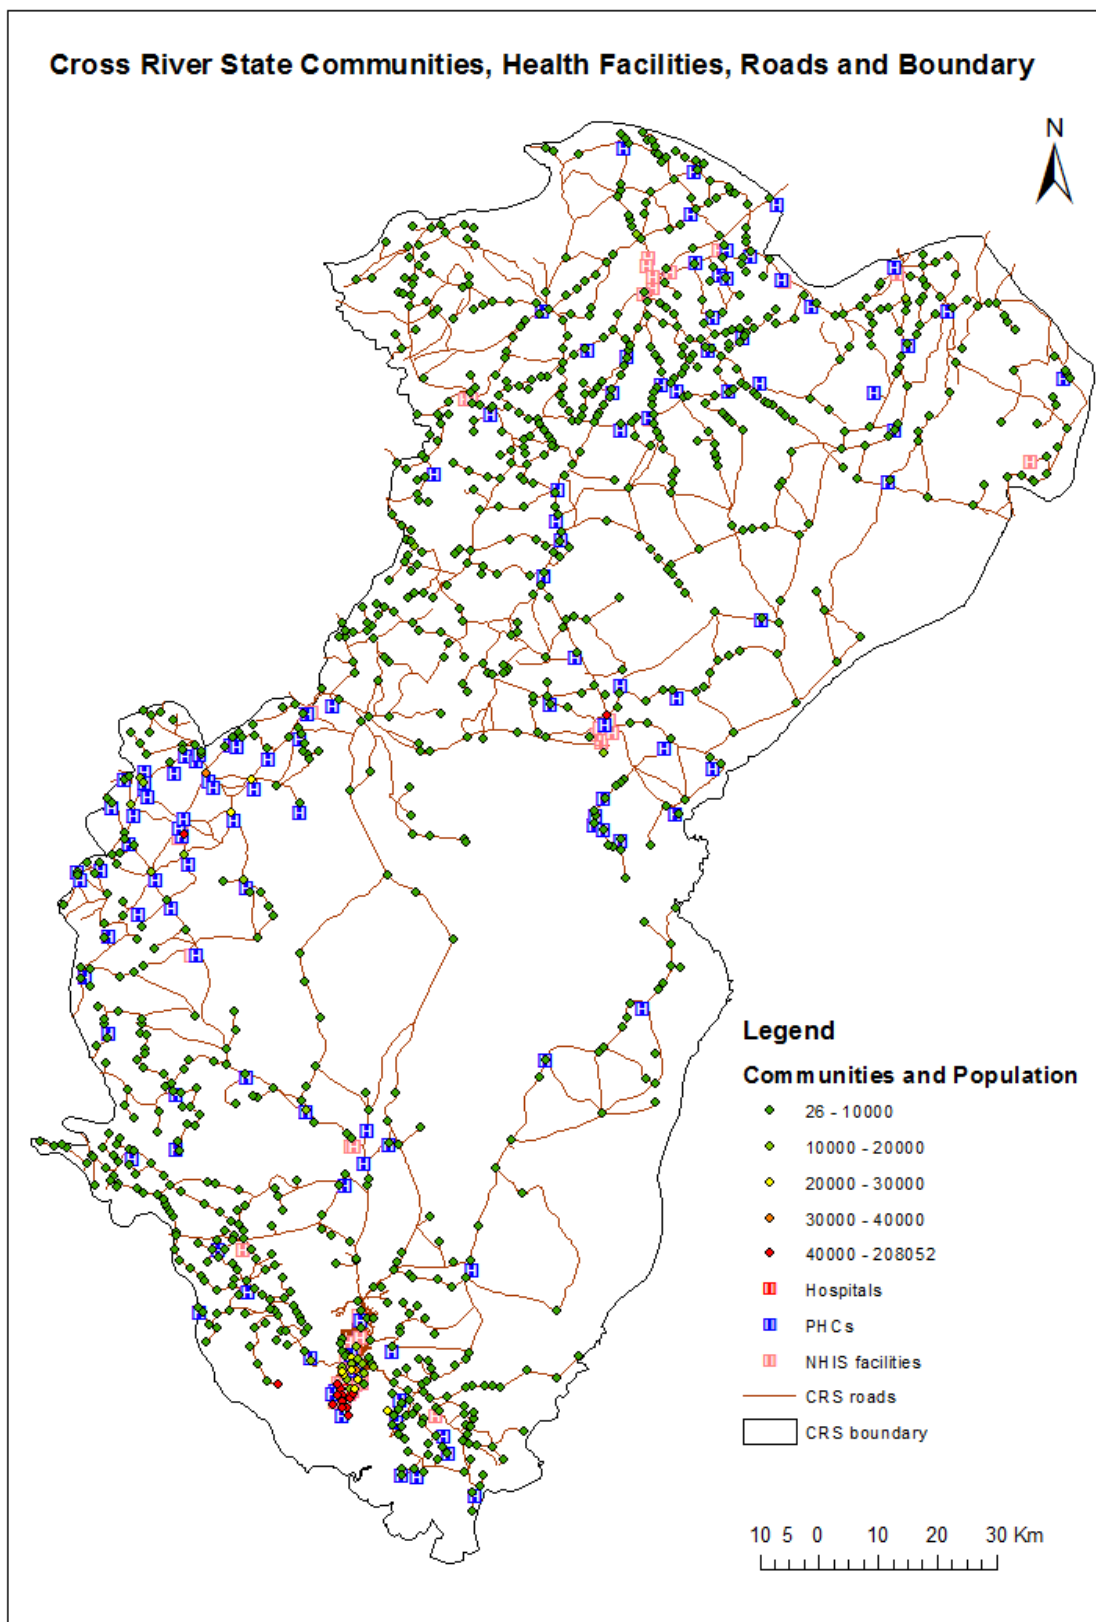 Cross River State Communities, Health Facilities, Roads and Boundary
N
Legend
Communities and Population
26 - 10000
10000 - 20000
20000 - 30000
30000 - 40000
40000 - 208052
Hospitals
PHCs
NHIS facilities
CRS roads
CRS boundary
10 5 0 10 20 30 Km